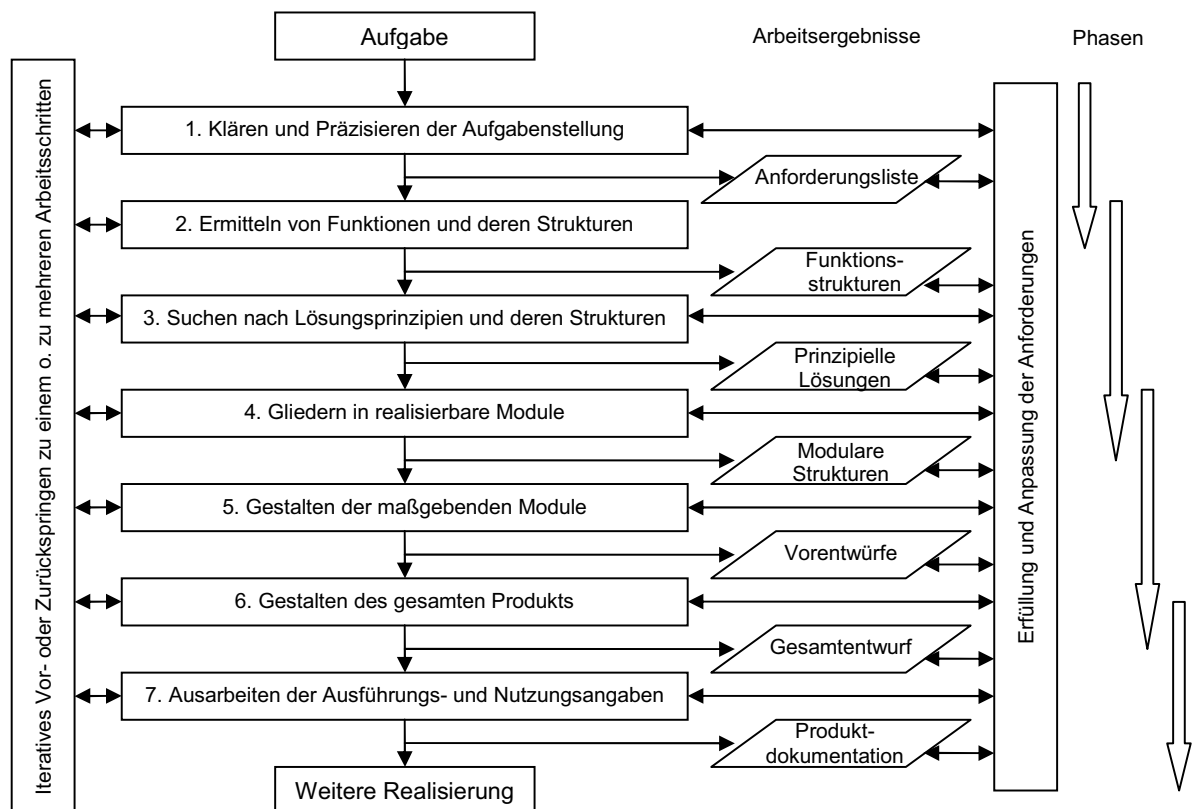 Aufgabe
Arbeitsergebnisse
Phasen
Iteratives Vor- oder Zurückspringen zu einem o. zu mehreren Arbeitsschritten
1. Klären und Präzisieren der Aufgabenstellung
Anforderungsliste
2. Ermitteln von Funktionen und deren Strukturen
Funktions-
strukturen
3. Suchen nach Lösungsprinzipien und deren Strukturen
Prinzipielle
Lösungen
4. Gliedern in realisierbare Module
Modulare
Strukturen
5. Gestalten der maßgebenden Module
Vorentwürfe
6. Gestalten des gesamten Produkts
Gesamtentwurf
7. Ausarbeiten der Ausführungs- und Nutzungsangaben
Produkt-
dokumentation
Weitere Realisierung
Erfüllung und Anpassung der Anforderungen